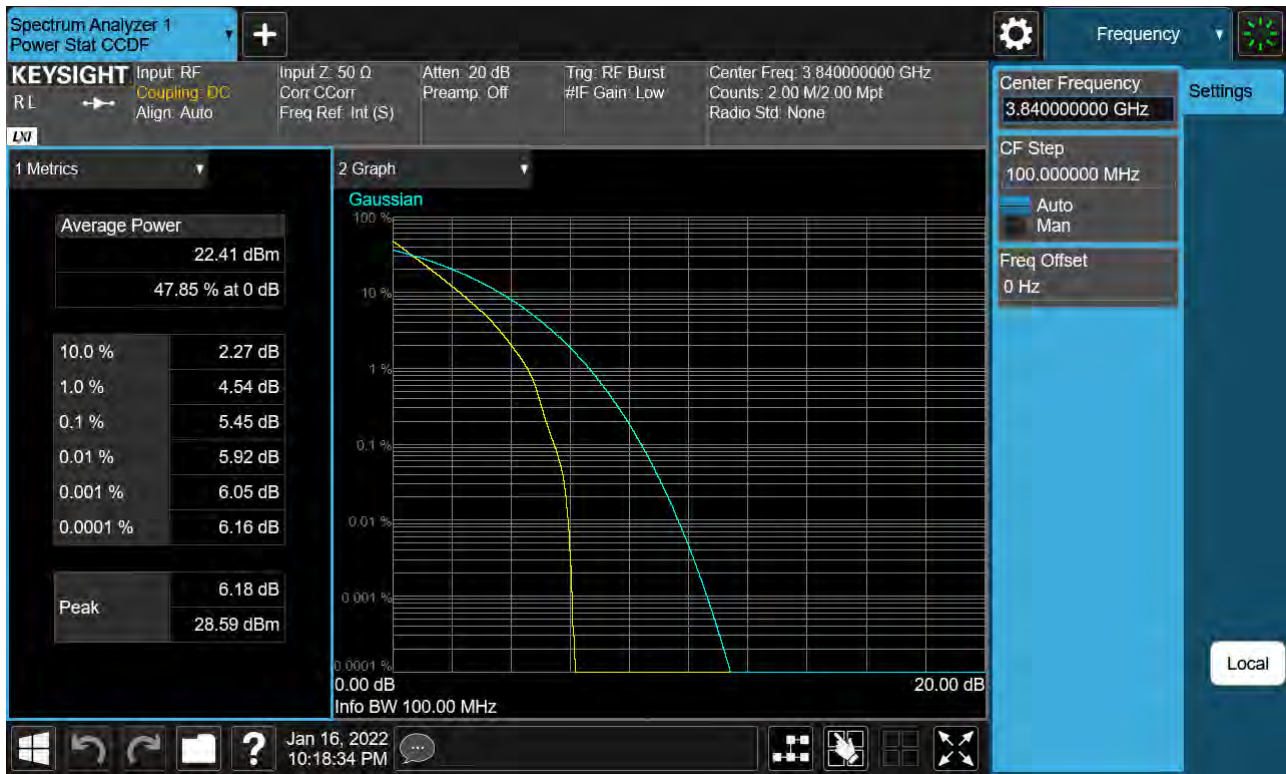 Spectrum Analyzer 1
Power Stat CCDF
Frequency
KEYSIGHT
Input: RF
Coupling: DC
Align: Auto
Input Z: 50 Ω
Corr CCorr
Freq Ref: Int (S)
Atten: 20 dB
Preamp: Off
Trig: RF Burst
#IF Gain: Low
Center Freq: 3.840000000 GHz
Counts: 2.00 M/2.00 Mpt
Radio Std: None
R L
LXI
Center Frequency
3.840000000 GHz
Settings
CF Step
100.000000 MHz
Auto
Man
Freq Offset
0 Hz
1 Metrics
Average Power
22.41 dBm
47.85 % at 0 dB
10.0 % 2.27 dB
1.0 % 4.54 dB
0.1 % 5.45 dB
0.01 % 5.92 dB
0.001 % 6.05 dB
0.0001 % 6.16 dB
Peak
6.18 dB
28.59 dBm
2 Graph
Gaussian
100 %
10 %
1 %
0.1 %
0.01 %
0.001 %
0.0001 %
0.00 dB 20.00 dB
Info BW 100.00 MHz
Local
?
Jan 16, 2022
10:18:34 PM